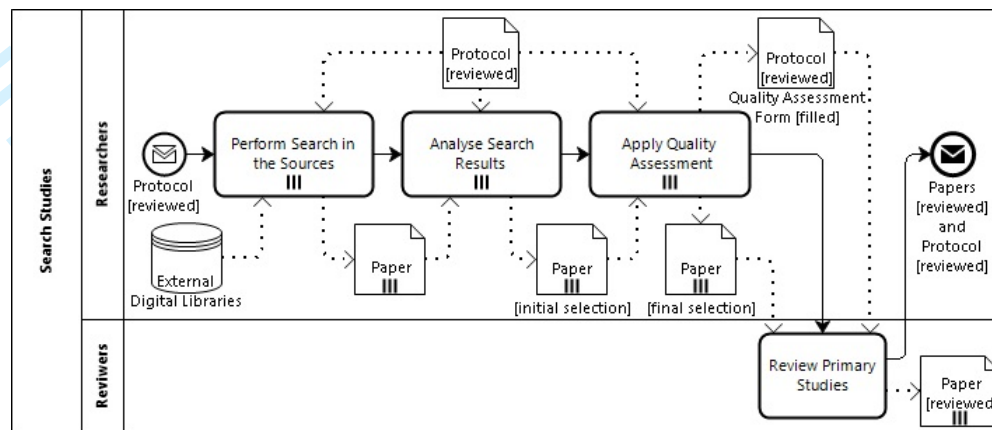 Search Studies
Researchers
Protocol
[reviewed]
Protocol
[reviewed]
Quality Assessment
Form [filled]
Perform Search in
the Sources
Analyse Search
Results
Apply Quality
Assessment
Protocol
[reviewed]
Papers
[reviewed]
and
Protocol
[reviewed]
External
Digital Libraries
Paper
Paper
[initial selection]
Paper
[final selection]
Reviwers
Review Primary
Studies
Paper
[reviewed]